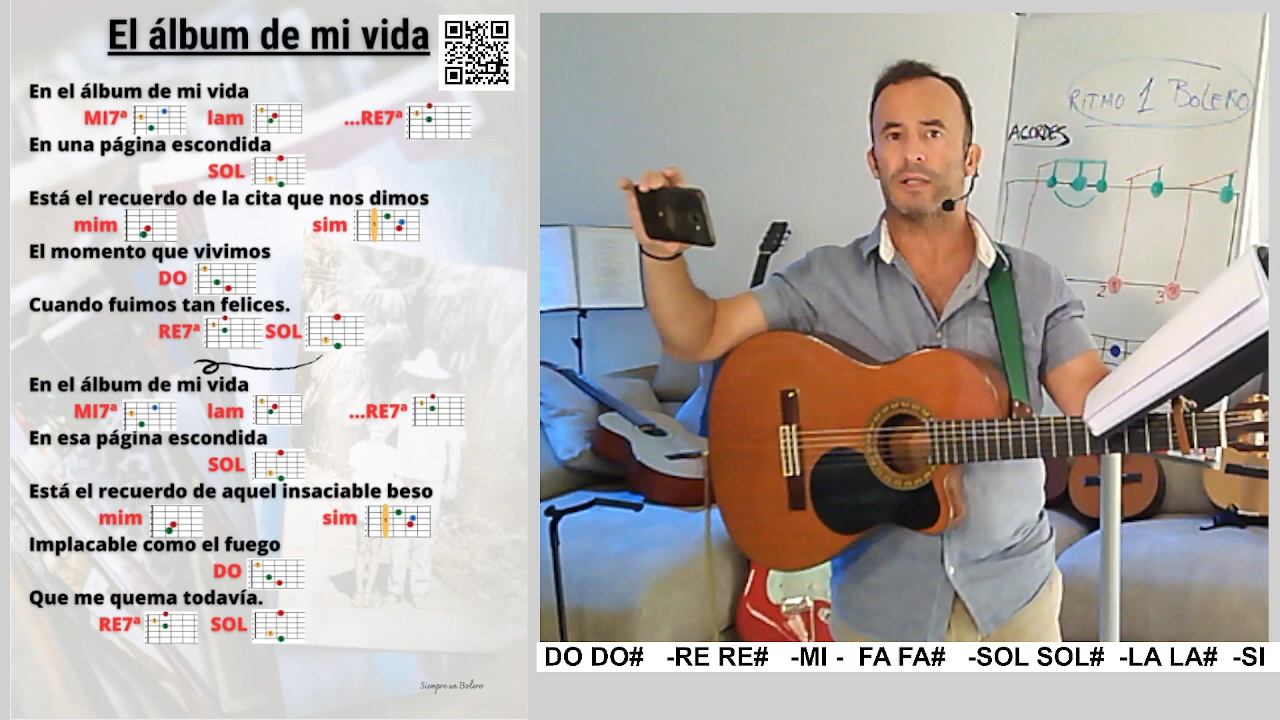 El álbum de mi vida
En el álbum de mi vida
MI7ª lam ...RE7ª
En una página escondida
SOL
Está el recuerdo de la cita que nos dimos
mim sim
El momento que vivimos
DO
Cuando fuimos tan felices.
RE7ª SOL
En el álbum de mi vida
MI7ª lam ...RE7ª
En esa página escondida
SOL
Está el recuerdo de aquel insaciable beso
mim sim
Implacable como el fuego
DO
Que me quema todavía.
RE7ª SOL
Siempre un Bolero
RITMO 1 BOLERO
ACORDES
2 3
DO DO# -RE RE# -MI - FA FA# -SOL SOL# -LA LA# -SI